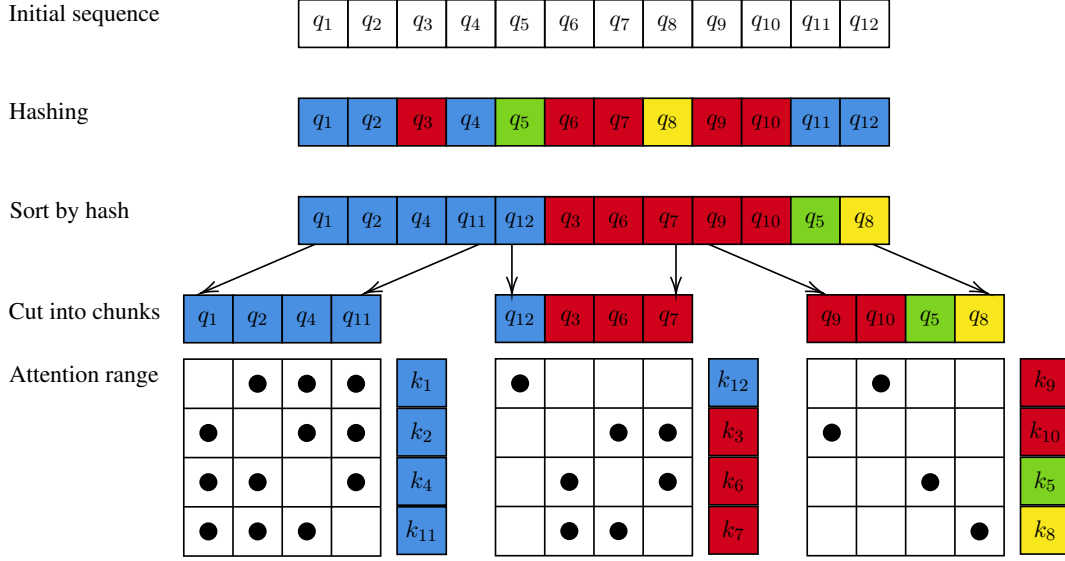 Initial sequence q₁ q₂ q₃ q₄ q₅ q₆ q₇ q₈ q₉ q₁₀ q₁₁ q₁₂
Hashing q₁ q₂ q₃ q₄ q₅ q₆ q₇ q₈ q₉ q₁₀ q₁₁ q₁₂
Sort by hash q₁ q₂ q₄ q₁₁ q₁₂ q₃ q₆ q₇ q₉ q₁₀ q₅ q₈
Cut into chunks q₁ q₂ q₄ q₁₁ q₁₂ q₃ q₆ q₇ q₉ q₁₀ q₅ q₈
Attention range k₁ k₁₂ k₉
k₂ k₃ k₁₀
k₄ k₆ k₅
k₁₁ k₇ k₈